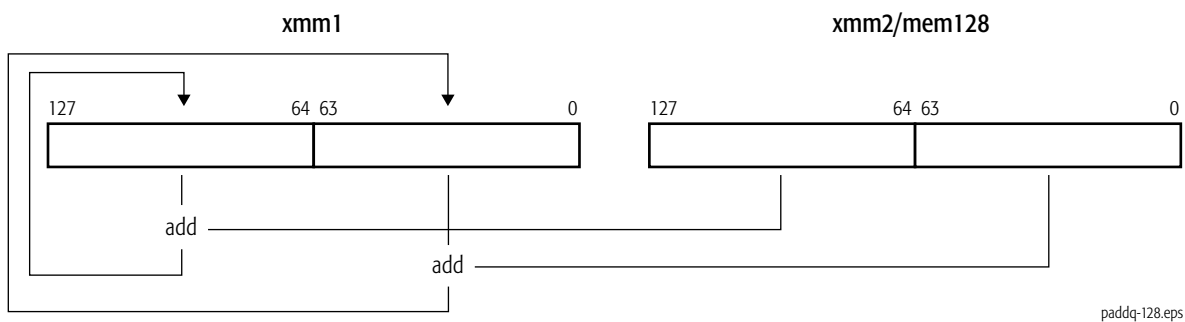 xmm1 xmm2/mem128
127 64 63 0 127 64 63 0
add
add
paddq-128.eps